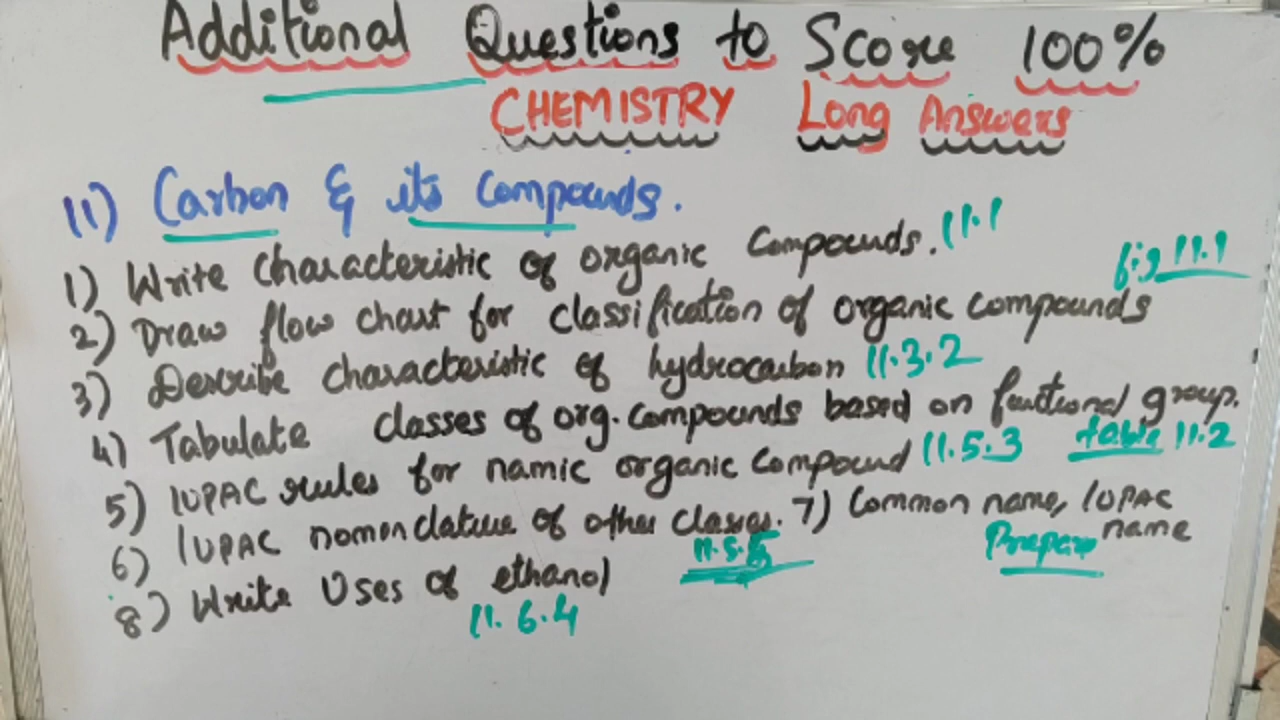 Additional Questions to Score 100%
CHEMISTRY Long Answers
11) Carbon & its Compounds.
1) Write characteristic of organic Compounds. 11.1
fig 11.1
2) Draw flow chart for classification of organic compounds
3) Describe characteristic of hydrocarbon 11.3.2
4) Tabulate classes of org. compounds based on functional group.
table 11.2
5) IUPAC rules for namic organic Compound 11.5.3
6) IUPAC nomenclature of other classes. 7) Common name, IUPAC name
11.5.5 Prepare
8) Write Uses of ethanol
11.6.4